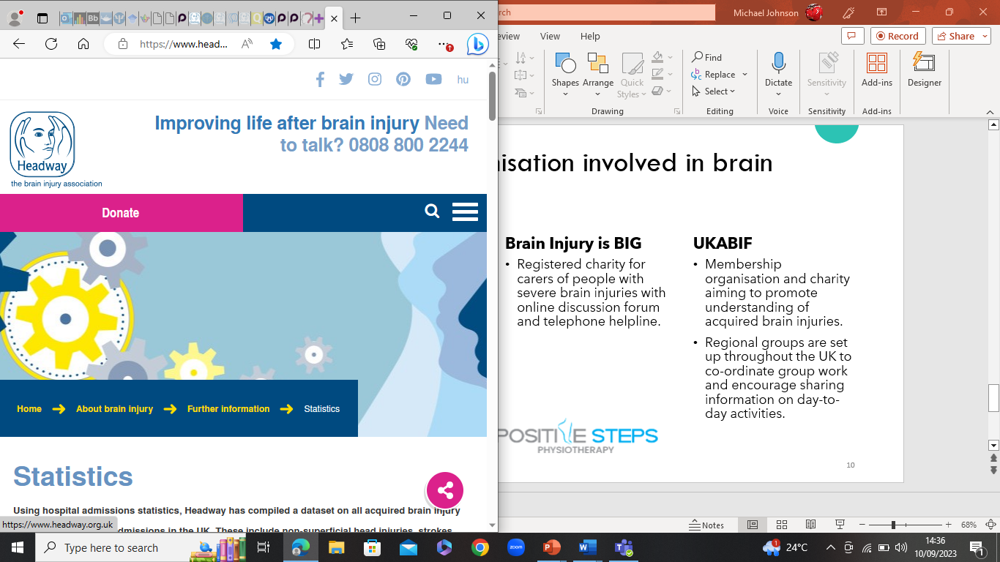 https://www.head...
hu
Improving life after brain injury Need
to talk? 0808 800 2244
Headway
the brain injury association
Donate
Home
About brain injury
Further information
Statistics
Statistics
Using hospital admissions statistics, Headway has compiled a dataset on all acquired brain injury
dmissions in the UK. These include non-superficial head injuries, strokes
https://www.headway.org.uk
rch
Michael Johnson
eview
View
Help
Record
Share
Shapes
Arrange
Quick
Styles
Find
Replace
Select
Dictate
Sensitivity
Add-ins
Designer
Drawing
Editing
Voice
Sensitivity
Add-ins
nisation involved in brain
Brain Injury is BIG
• Registered charity for
carers of people with
severe brain injuries with
online discussion forum
and telephone helpline.
UKABIF
• Membership
organisation and charity
aiming to promote
understanding of
acquired brain injuries.
• Regional groups are set
up throughout the UK to
co-ordinate group work
and encourage sharing
information on day-to-
day activities.
POSITIVE STEPS
PHYSIOTHERAPY
10
Notes
68%
Type here to search
zoom
1
24°C
14:36
10/09/2023
1